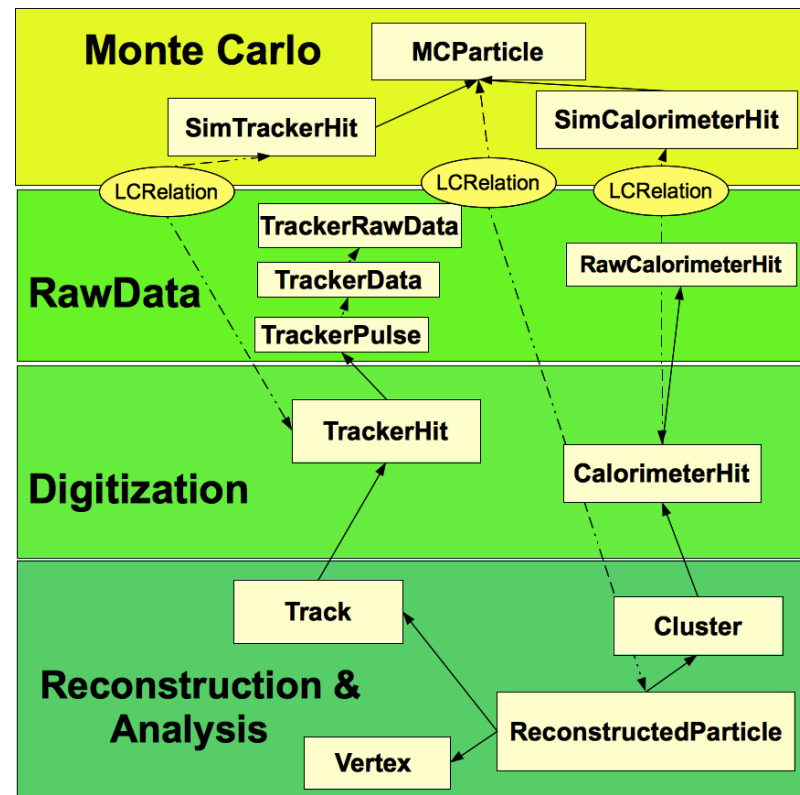 Monte Carlo
MCParticle
SimTrackerHit
SimCalorimeterHit
LCRelation
LCRelation
LCRelation
RawData
TrackerRawData
TrackerData
TrackerPulse
RawCalorimeterHit
Digitization
TrackerHit
CalorimeterHit
Reconstruction &
Analysis
Track
Cluster
ReconstructedParticle
Vertex